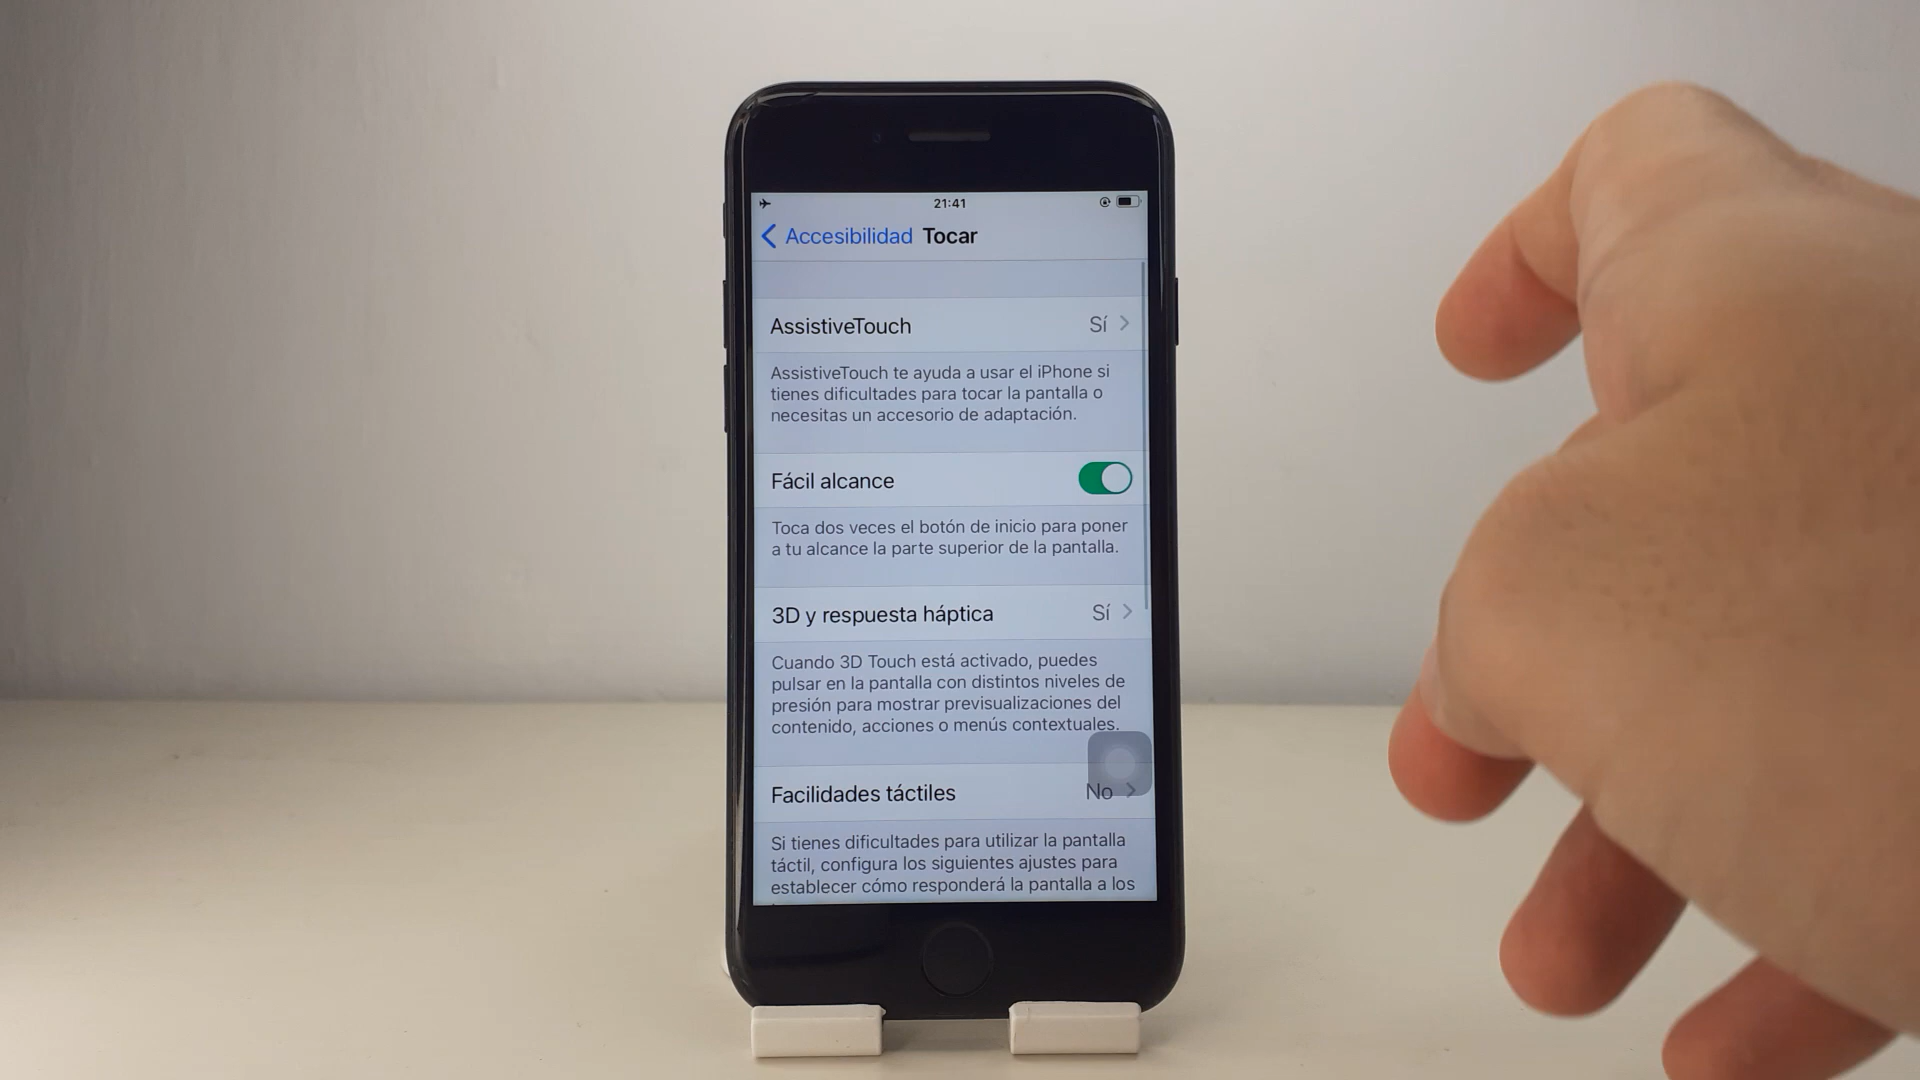 21:41
Accesibilidad Tocar
AssistiveTouch Sí
AssistiveTouch te ayuda a usar el iPhone si
tienes dificultades para tocar la pantalla o
necesitas un accesorio de adaptación.
Fácil alcance
Toca dos veces el botón de inicio para poner
a tu alcance la parte superior de la pantalla.
3D y respuesta háptica Sí
Cuando 3D Touch está activado, puedes
pulsar en la pantalla con distintos niveles de
presión para mostrar previsualizaciones del
contenido, acciones o menús contextuales.
Facilidades táctiles No
Si tienes dificultades para utilizar la pantalla
táctil, configura los siguientes ajustes para
establecer cómo responderá la pantalla a los